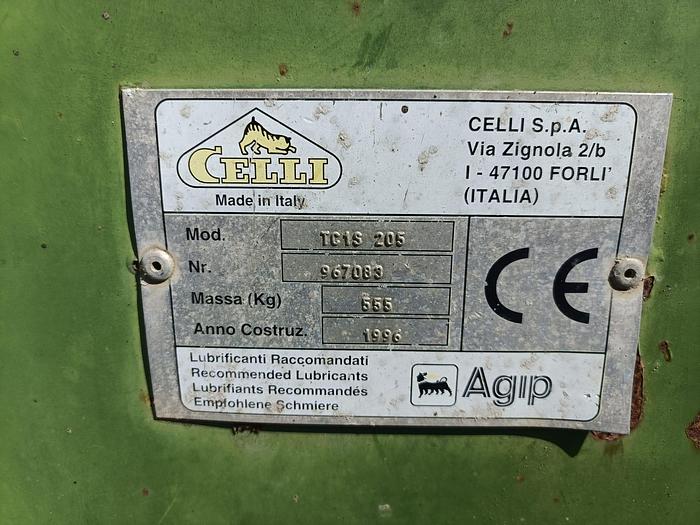 CELLI
Made in Italy
CELLI S.p.A.
Via Zignola 2/b
I - 47100 FORLI'
(ITALIA)
Mod. TC1S 205
Nr. 967083
Massa (Kg) 555
Anno Costruz. 1996
CE
Lubrificanti Raccomandati
Recommended Lubricants
Lubrifiants Recommandés
Empfohlene Schmiere
Agip